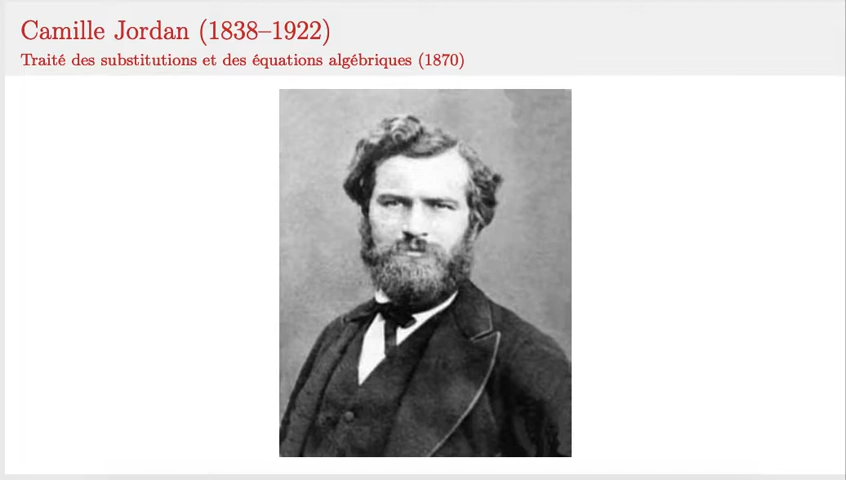 Camille Jordan (1838–1922)
Traité des substitutions et des équations algébriques (1870)